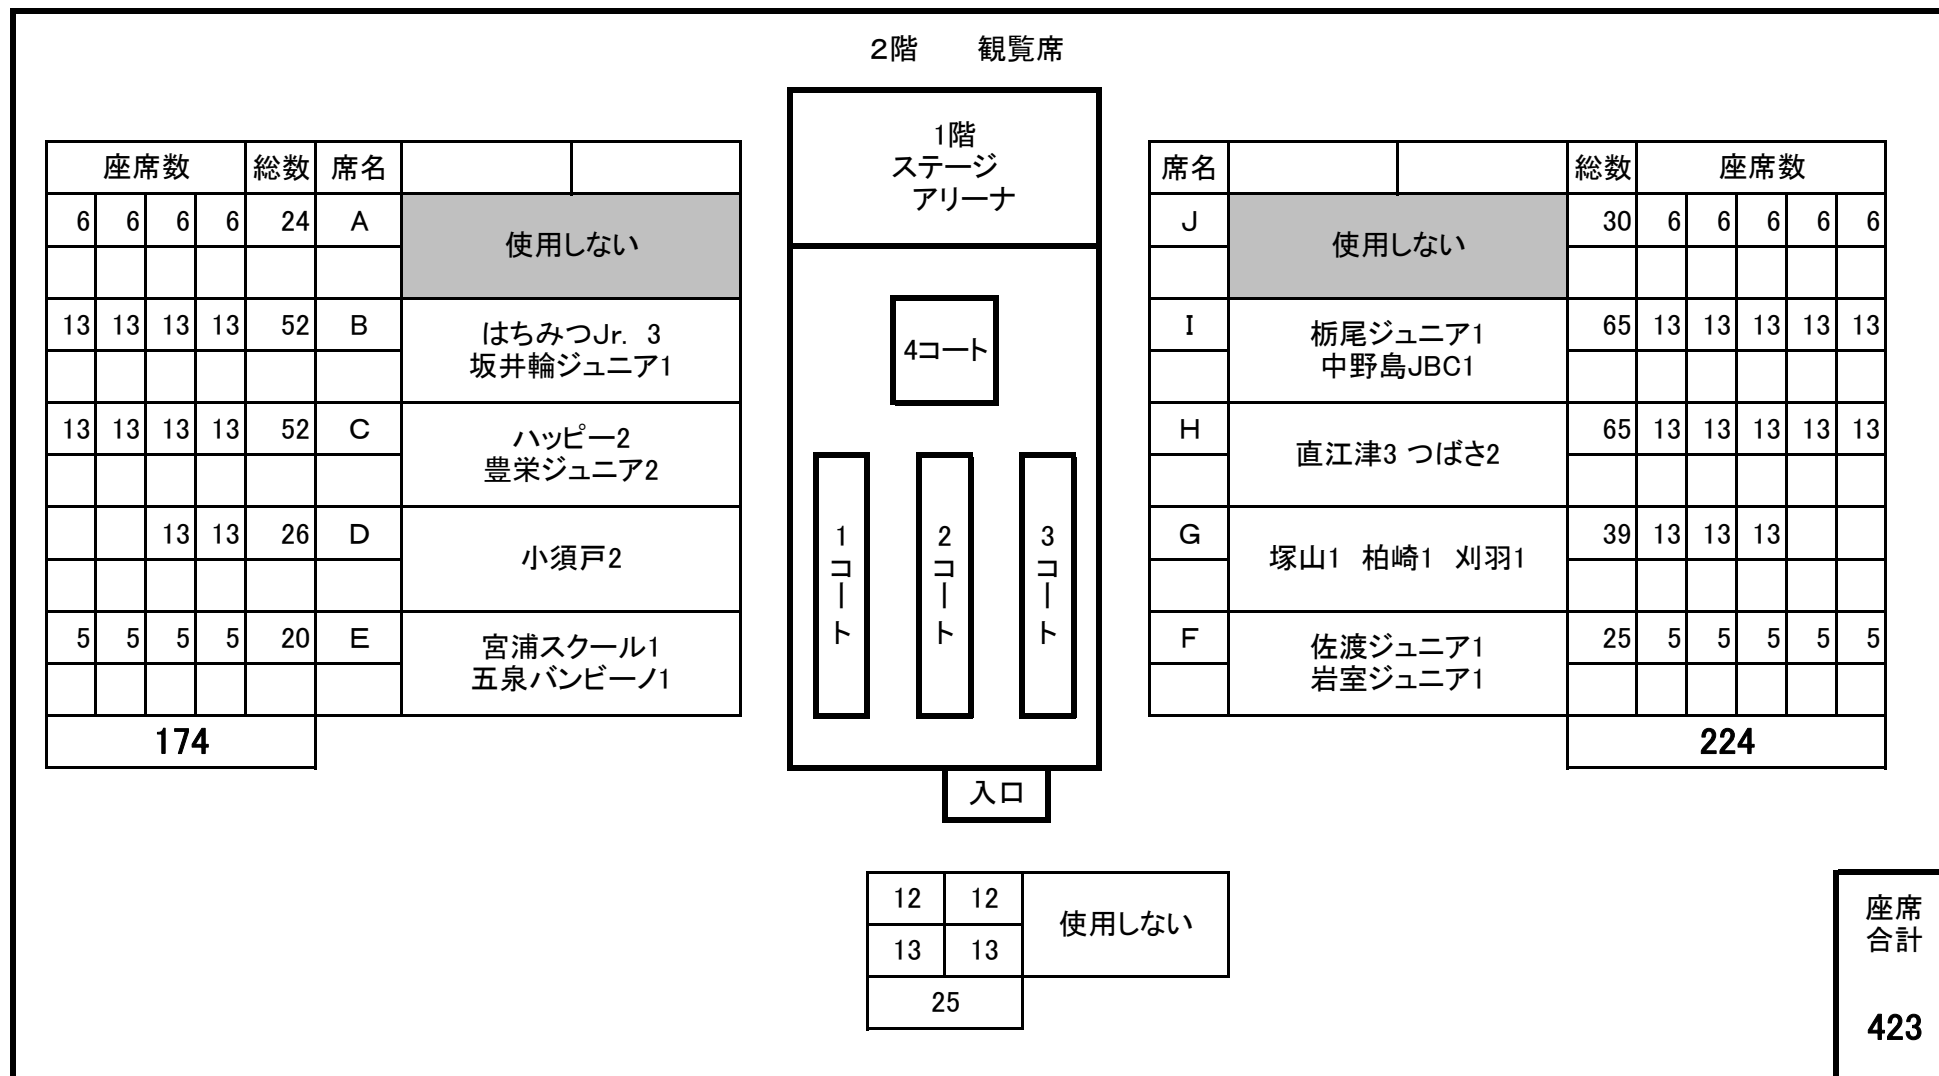 ２階　　観覧席
座席数 総数 席名
6 6 6 6 24 A 使用しない
13 13 13 13 52 B はちみつJr. 3
坂井輪ジュニア1
13 13 13 13 52 C ハッピー2
豊栄ジュニア2
13 13 26 D 小須戸2
5 5 5 5 20 E 宮浦スクール1
五泉バンビーノ1
174
1階
ステージ
アリーナ
4コート
1コート
2コート
3コート
入口
席名 総数 座席数
J 使用しない 30 6 6 6 6 6
I 栃尾ジュニア1
中野島JBC1
65 13 13 13 13 13
H 直江津3 つばさ2 65 13 13 13 13 13
G 塚山1 柏崎1 刈羽1 39 13 13 13
F 佐渡ジュニア1
岩室ジュニア1
25 5 5 5 5 5
224
12 12 使用しない
13 13
25
座席
合計
423